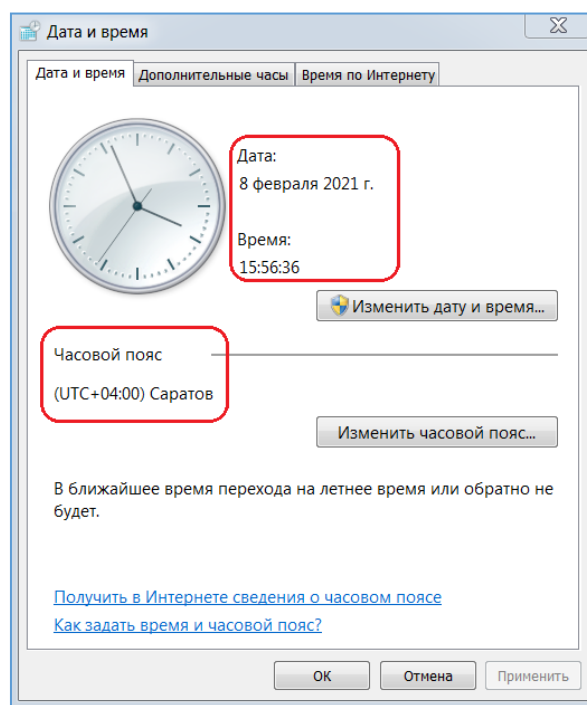 Дата и время
Дата и время Дополнительные часы Время по Интернету
Дата:
8 февраля 2021 г.
Время:
15:56:36
Изменить дату и время...
Часовой пояс
(UTC+04:00) Саратов
Изменить часовой пояс...
В ближайшее время перехода на летнее время или обратно не
будет.
Получить в Интернете сведения о часовом поясе
Как задать время и часовой пояс?
ОК Отмена Применить